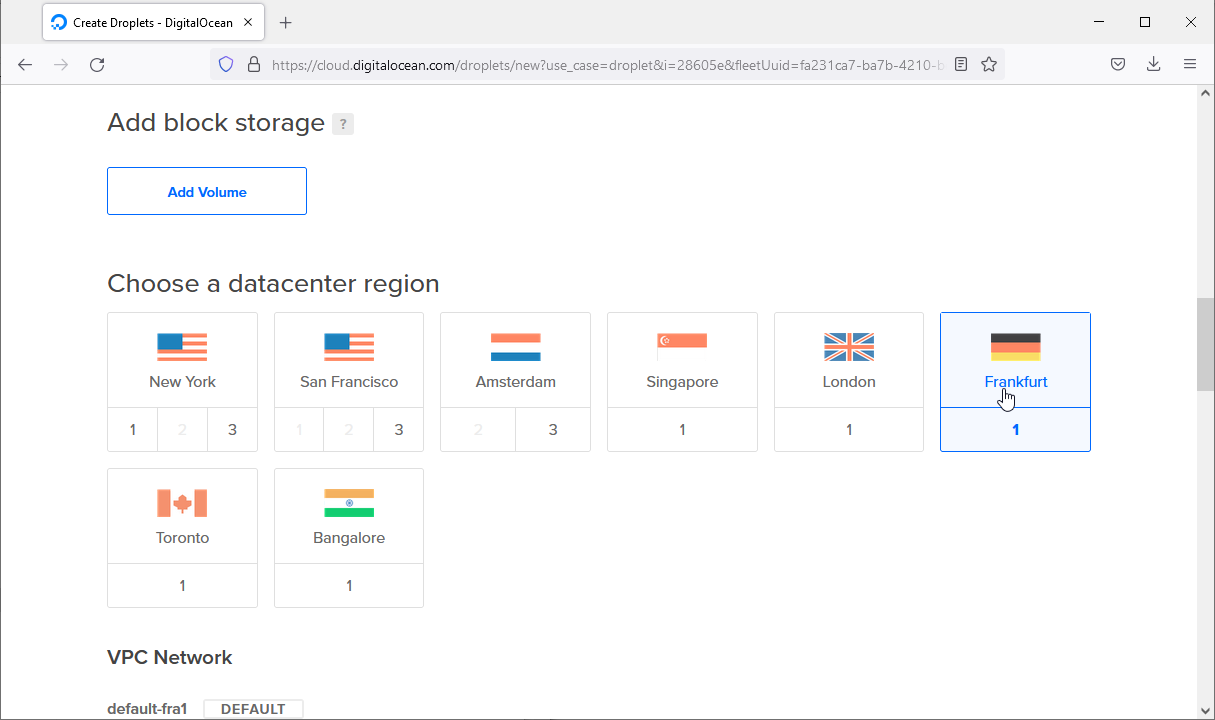 Create Droplets - DigitalOcean
https://cloud.digitalocean.com/droplets/new?use_case=droplet&i=28605e&fleetUuid=fa231ca7-ba7b-4210-b
Add block storage ?
Add Volume
Choose a datacenter region
New York San Francisco Amsterdam Singapore London Frankfurt
1 2 3 1 2 3 2 3 1 1 1
Toronto Bangalore
1 1
VPC Network
default-fra1 DEFAULT